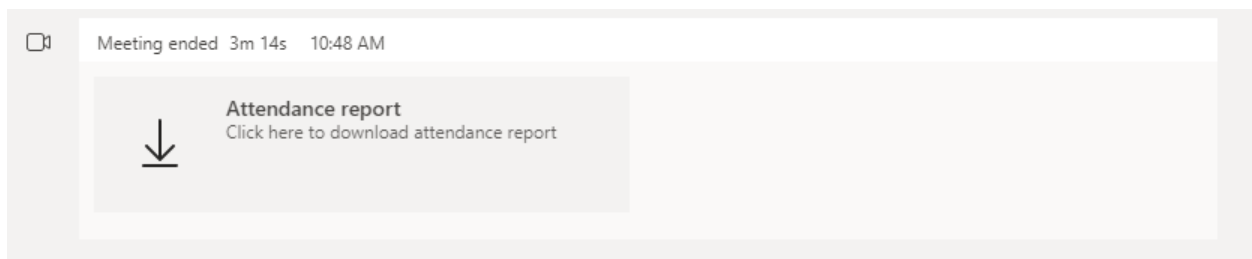 Meeting ended 3m 14s 10:48 AM
Attendance report
Click here to download attendance report